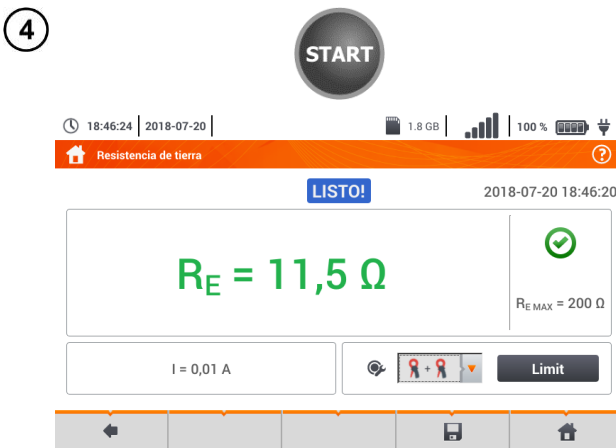 4
START
18:46:24 2018-07-20 1.8 GB 100 %
Resistencia de tierra ?
LISTO! 2018-07-20 18:46:20
RE = 11,5 Ω
RE MAX = 200 Ω
I = 0,01 A Limit